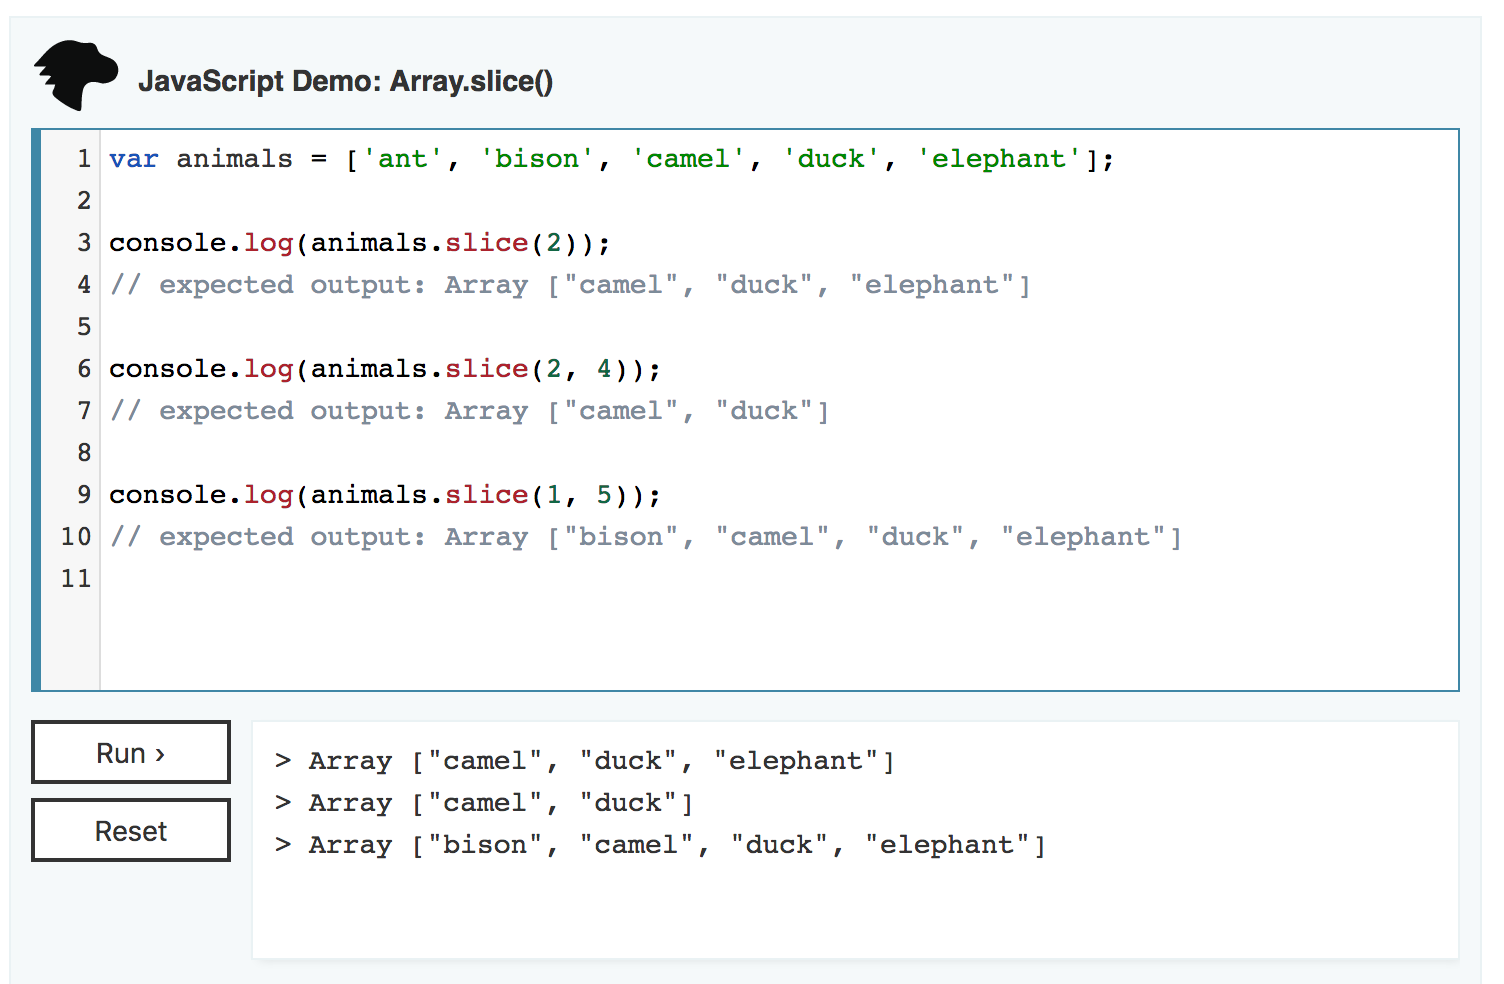 JavaScript Demo: Array.slice()
1 var animals = ['ant', 'bison', 'camel', 'duck', 'elephant'];
2
3 console.log(animals.slice(2));
4 // expected output: Array ["camel", "duck", "elephant"]
5
6 console.log(animals.slice(2, 4));
7 // expected output: Array ["camel", "duck"]
8
9 console.log(animals.slice(1, 5));
10 // expected output: Array ["bison", "camel", "duck", "elephant"]
11
Run ›
Reset
> Array ["camel", "duck", "elephant"]
> Array ["camel", "duck"]
> Array ["bison", "camel", "duck", "elephant"]